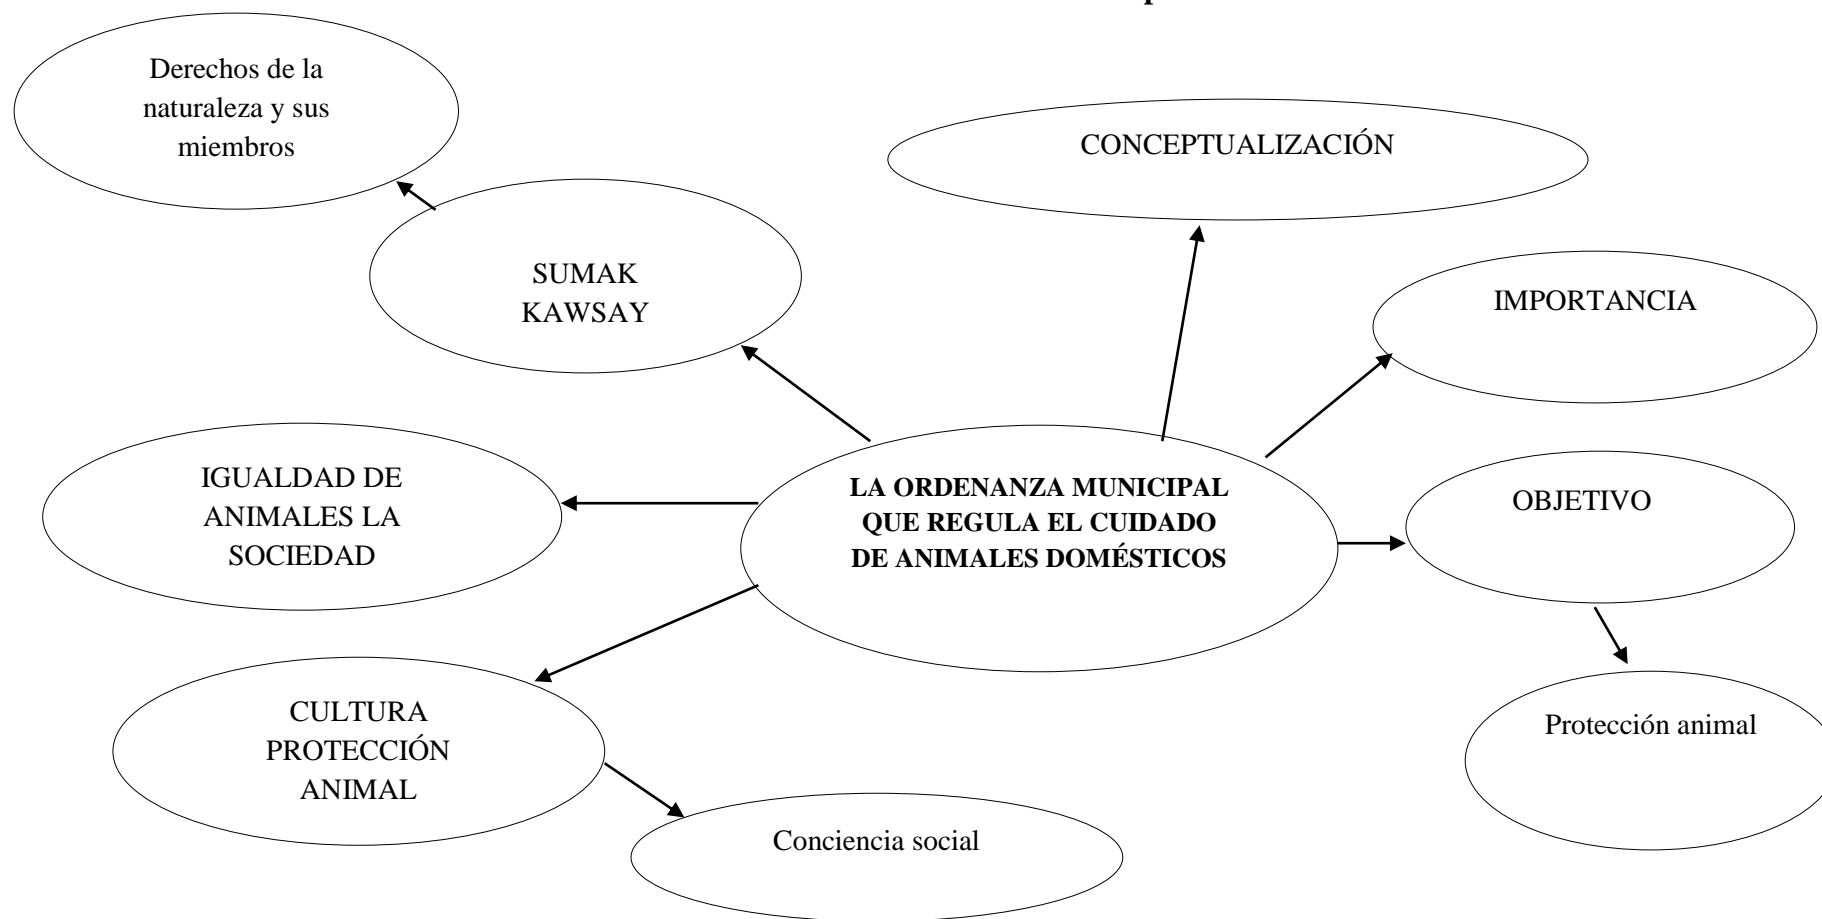 Derechos de la
naturaleza y sus
miembros
CONCEPTUALIZACIÓN
SUMAK
KAWSAY
IMPORTANCIA
IGUALDAD DE
ANIMALES LA
SOCIEDAD
LA ORDENANZA MUNICIPAL
QUE REGULA EL CUIDADO
DE ANIMALES DOMÉSTICOS
OBJETIVO
CULTURA
PROTECCIÓN
ANIMAL
Protección animal
Conciencia social